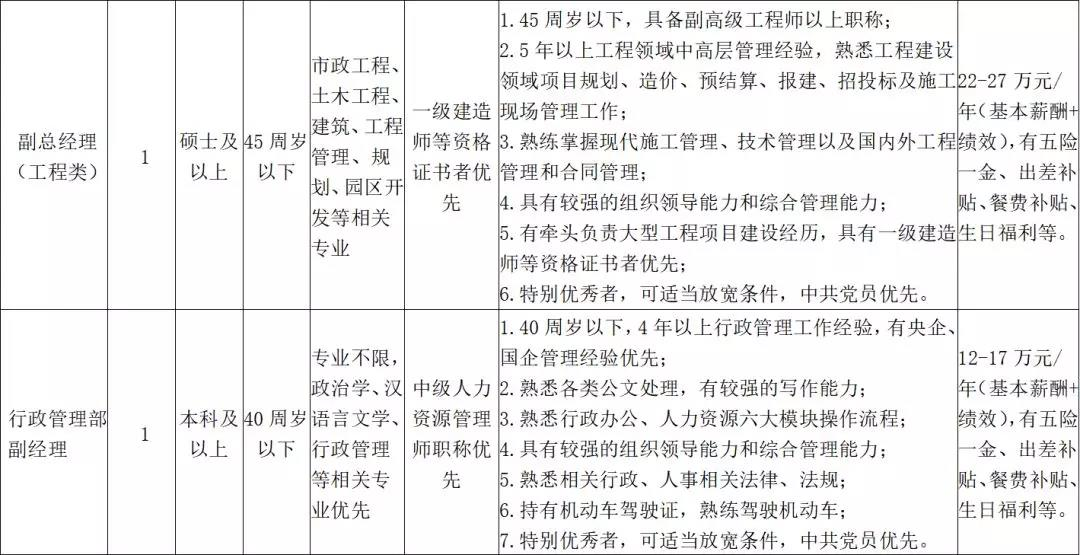 副总经理
（工程类）
1
硕士及
以上
45 周岁
以下
市政工程、
土木工程、
建筑、工程
管理、规
划、园区开
发等相关
专业
一级建造
师等资格
证书者优
先
1.45 周岁以下，具备副高级工程师以上职称；
2.5 年以上工程领域中高层管理经验，熟悉工程建设
领域项目规划、造价、预结算、报建、招投标及施工
现场管理工作；
3.熟练掌握现代施工管理、技术管理以及国内外工程
管理和合同管理；
4.具有较强的组织领导能力和综合管理能力；
5.有牵头负责大型工程项目建设经历，具有一级建造
师等资格证书者优先；
6.特别优秀者，可适当放宽条件，中共党员优先。
22-27 万元/
年（基本薪酬+
绩效），有五险
一金、出差补
贴、餐费补贴、
生日福利等。
行政管理部
副经理
1
本科及
以上
40 周岁
以下
专业不限，
政治学、汉
语言文学、
行政管理
等相关专
业优先
中级人力
资源管理
师职称优
先
1.40 周岁以下，4 年以上行政管理工作经验，有央企、
国企管理经验优先；
2.熟悉各类公文处理，有较强的写作能力；
3.熟悉行政办公、人力资源六大模块操作流程；
4.具有较强的组织领导能力和综合管理能力；
5.熟悉相关行政、人事相关法律、法规；
6.持有机动车驾驶证，熟练驾驶机动车；
7.特别优秀者，可适当放宽条件，中共党员优先。
12-17 万元/
年（基本薪酬+
绩效），有五险
一金、出差补
贴、餐费补贴、
生日福利等。